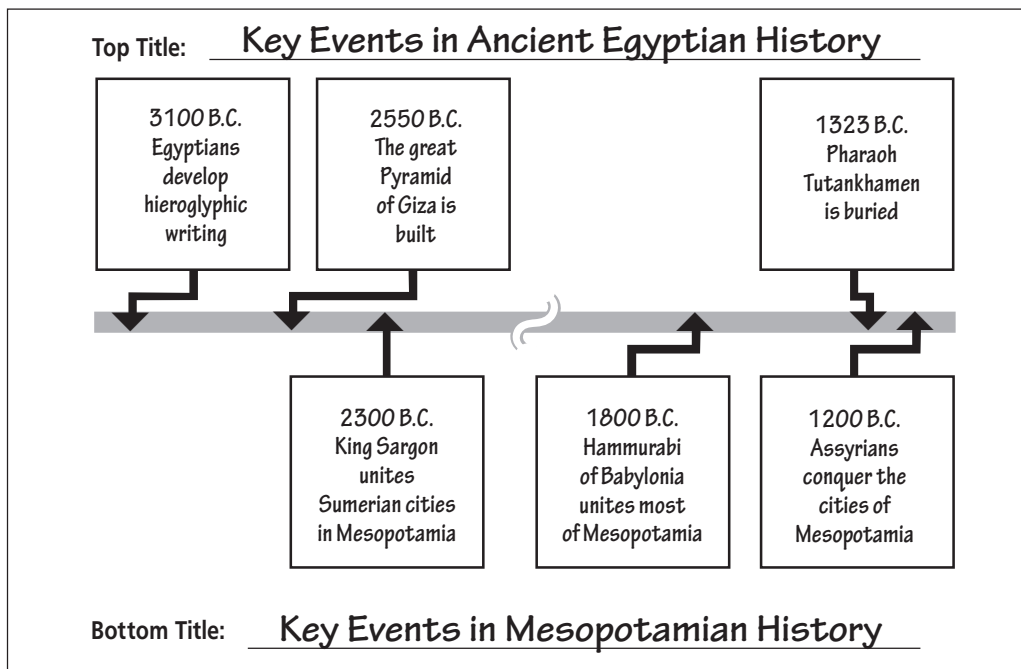 Top Title: Key Events in Ancient Egyptian History
3100 B.C.
Egyptians
develop
hieroglyphic
writing
2550 B.C.
The great
Pyramid
of Giza is
built
1323 B.C.
Pharaoh
Tutankhamen
is buried
2300 B.C.
King Sargon
unites
Sumerian cities
in Mesopotamia
1800 B.C.
Hammurabi
of Babylonia
unites most
of Mesopotamia
1200 B.C.
Assyrians
conquer the
cities of
Mesopotamia
Bottom Title: Key Events in Mesopotamian History